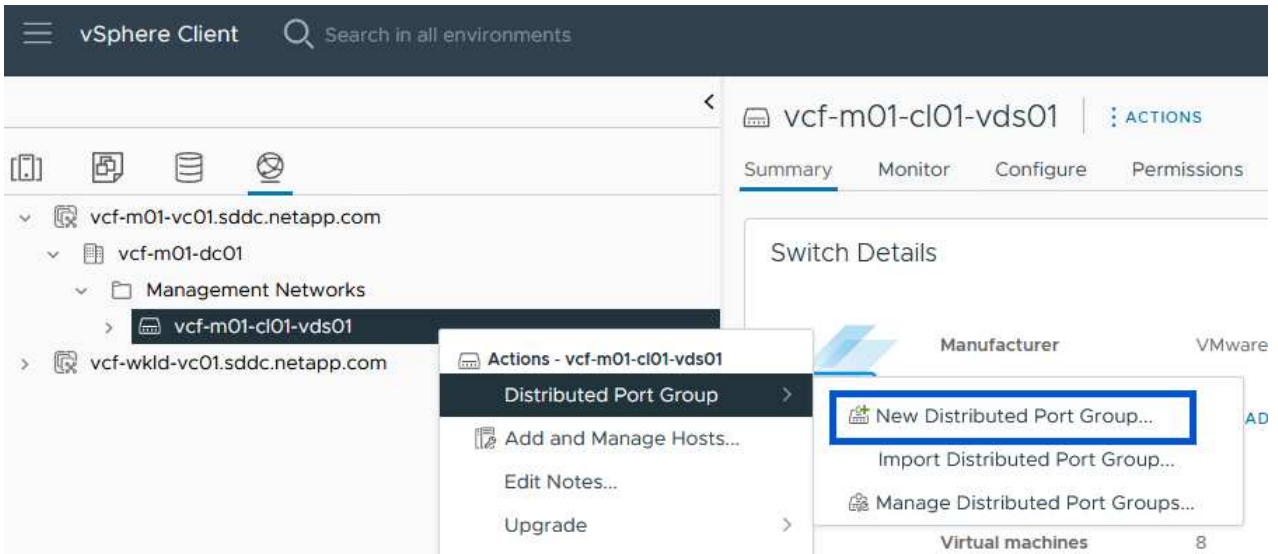 vSphere Client
Search in all environments
vcf-m01-cl01-vds01
ACTIONS
Summary Monitor Configure Permissions
vcf-m01-vc01.sddc.netapp.com
vcf-m01-dc01
Management Networks
vcf-m01-cl01-vds01
vcf-wkld-vc01.sddc.netapp.com
Switch Details
Manufacturer VMware
Actions - vcf-m01-cl01-vds01
Distributed Port Group
Add and Manage Hosts...
Edit Notes...
Upgrade
New Distributed Port Group...
AD
Import Distributed Port Group...
Manage Distributed Port Groups...
Virtual machines 8